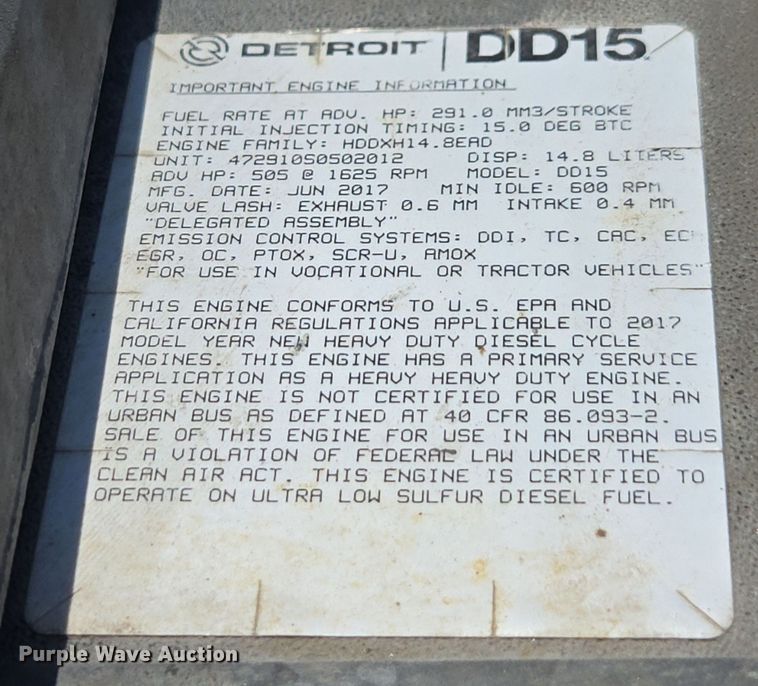 DETROIT | DD15
IMPORTANT ENGINE INFORMATION
FUEL RATE AT ADV. HP: 291.0 MM3/STROKE
INITIAL INJECTION TIMING: 15.0 DEG BTC
ENGINE FAMILY: HDDXH14.8EAD
UNIT: 472910S0502012 DISP: 14.8 LITERS
ADV HP: 505 @ 1625 RPM MODEL: DD15
MFG. DATE: JUN 2017 MIN IDLE: 600 RPM
VALVE LASH: EXHAUST 0.6 MM INTAKE 0.4 MM
"DELEGATED ASSEMBLY"
EMISSION CONTROL SYSTEMS: DDI, TC, CAC, EC
EGR, OC, PTOX, SCR-U, AMOX
"FOR USE IN VOCATIONAL OR TRACTOR VEHICLES"
THIS ENGINE CONFORMS TO U.S. EPA AND
CALIFORNIA REGULATIONS APPLICABLE TO 2017
MODEL YEAR NEW HEAVY DUTY DIESEL CYCLE
ENGINES. THIS ENGINE HAS A PRIMARY SERVICE
APPLICATION AS A HEAVY HEAVY DUTY ENGINE.
THIS ENGINE IS NOT CERTIFIED FOR USE IN AN
URBAN BUS AS DEFINED AT 40 CFR 86.093-2.
SALE OF THIS ENGINE FOR USE IN AN URBAN BUS
IS A VIOLATION OF FEDERAL LAW UNDER THE
CLEAN AIR ACT. THIS ENGINE IS CERTIFIED TO
OPERATE ON ULTRA LOW SULFUR DIESEL FUEL.
Purple Wave Auction